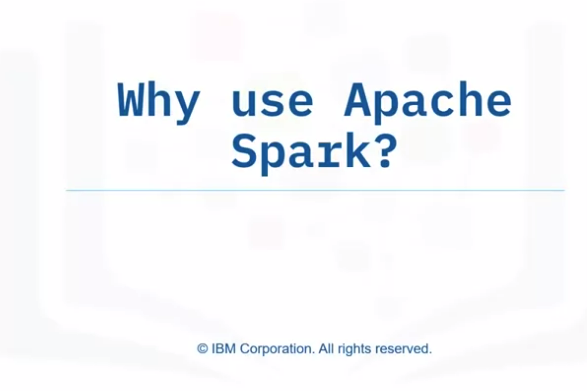 Why use Apache
Spark?
© IBM Corporation. All rights reserved.